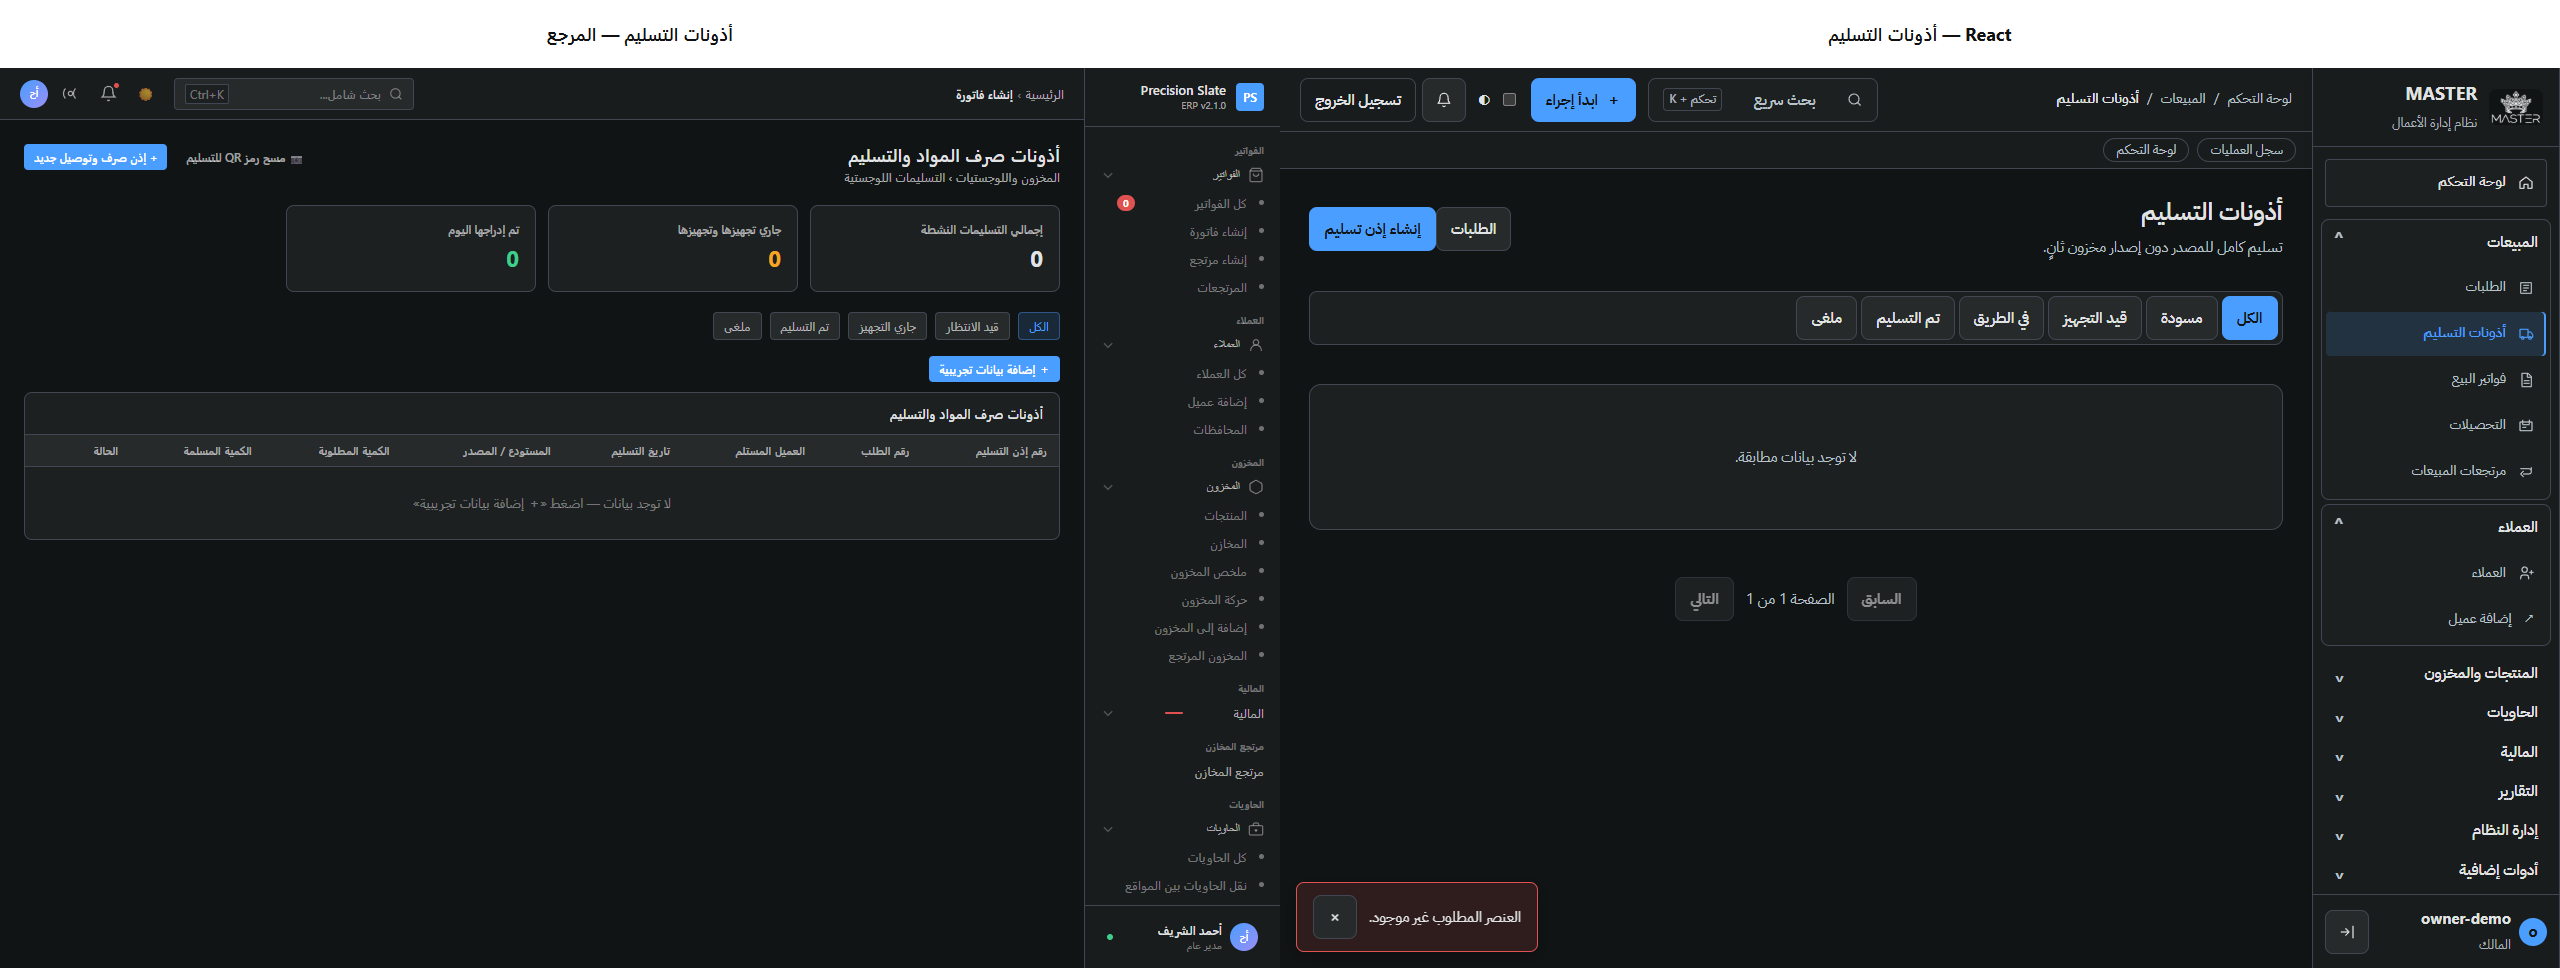 React — أذونات التسليم
MASTER
نظام إدارة الأعمال
MASTER
لوحة التحكم
المبيعات
الطلبات
أذونات التسليم
فواتير البيع
التحصيلات
مرتجعات المبيعات
العملاء
العملاء
إضافة عميل
المنتجات والمخزون
الحاويات
المالية
التقارير
إدارة النظام
أدوات إضافية
owner-demo
المالك
o
لوحة التحكم / المبيعات / أذونات التسليم
بحث سريع
تحكم + K
+ ابدأ إجراء
تسجيل الخروج
سجل العمليات
لوحة التحكم
أذونات التسليم
تسليم كامل للمصدر دون إصدار مخزون ثانٍ.
الطلبات
إنشاء إذن تسليم
الكل
مسودة
قيد التجهيز
في الطريق
تم التسليم
ملغى
لا توجد بيانات مطابقة.
السابق
الصفحة 1 من 1
التالي
العنصر المطلوب غير موجود.
×
أذونات التسليم — المرجع
PS
Precision Slate
ERP v2.1.0
الفواتير
الفواتير
كل الفواتير
0
إنشاء فاتورة
إنشاء مرتجع
المرتجعات
العملاء
العملاء
كل العملاء
إضافة عميل
المحافظات
المخزون
المخزون
المنتجات
المخازن
ملخص المخزون
حركة المخزون
إضافة إلى المخزون
المخزون المرتجع
المالية
المالية
مرتجع المخازن
مرتجع المخازن
الحاويات
الحاويات
كل الحاويات
نقل الحاويات بين المواقع
أح
أحمد الشريف
مدير عام
الرئيسية › إنشاء فاتورة
بحث شامل...
Ctrl+K
أح
أذونات صرف المواد والتسليم
المخزون واللوجستيات › التسليمات اللوجستية
مسح رمز QR للتسليم
+ إذن صرف وتوصيل جديد
إجمالي التسليمات النشطة
0
جاري تجهيزها وتجهيزها
0
تم إدراجها اليوم
0
الكل
قيد الانتظار
جاري التجهيز
تم التسليم
ملغى
+ إضافة بيانات تجريبية
أذونات صرف المواد والتسليم
رقم إذن التسليم
رقم الطلب
العميل المستلم
تاريخ التسليم
المستودع / المصدر
الكمية المطلوبة
الكمية المسلمة
الحالة
لا توجد بيانات — اضغط «+ إضافة بيانات تجريبية»